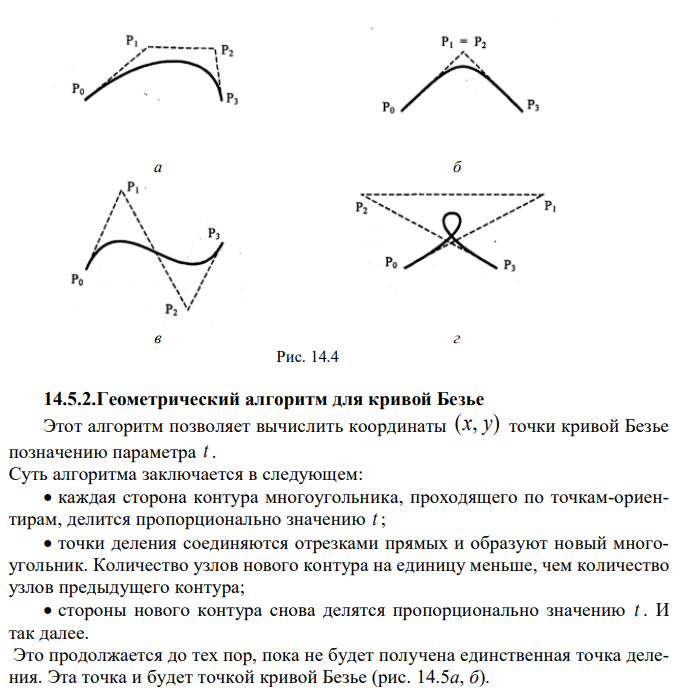 P1
P2
P0
P3
P1 = P2
P0
P3
а
б
P1
P3
P0
P2
P2
P1
P0
P3
в
г
Рис. 14.4
14.5.2.Геометрический алгоритм для кривой Безье
Этот алгоритм позволяет вычислить координаты (x, y) точки кривой Безье
позначению параметра t .
Суть алгоритма заключается в следующем:
• каждая сторона контура многоугольника, проходящего по точкам-ориен-
тирам, делится пропорционально значению t ;
• точки деления соединяются отрезками прямых и образуют новый много-
угольник. Количество узлов нового контура на единицу меньше, чем количество
узлов предыдущего контура;
• стороны нового контура снова делятся пропорционально значению t . И
так далее.
Это продолжается до тех пор, пока не будет получена единственная точка деле-
ния. Эта точка и будет точкой кривой Безье (рис. 14.5а, б).